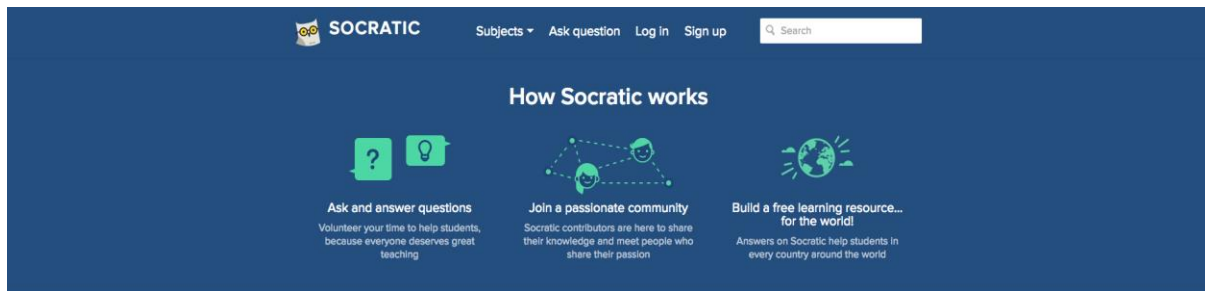 SOCRATIC
Subjects Ask question Log in Sign up
Search
How Socratic works
?
Ask and answer questions
Volunteer your time to help students,
because everyone deserves great
teaching
Join a passionate community
Socratic contributors are here to share
their knowledge and meet people who
share their passion
Build a free learning resource...
for the world!
Answers on Socratic help students in
every country around the world